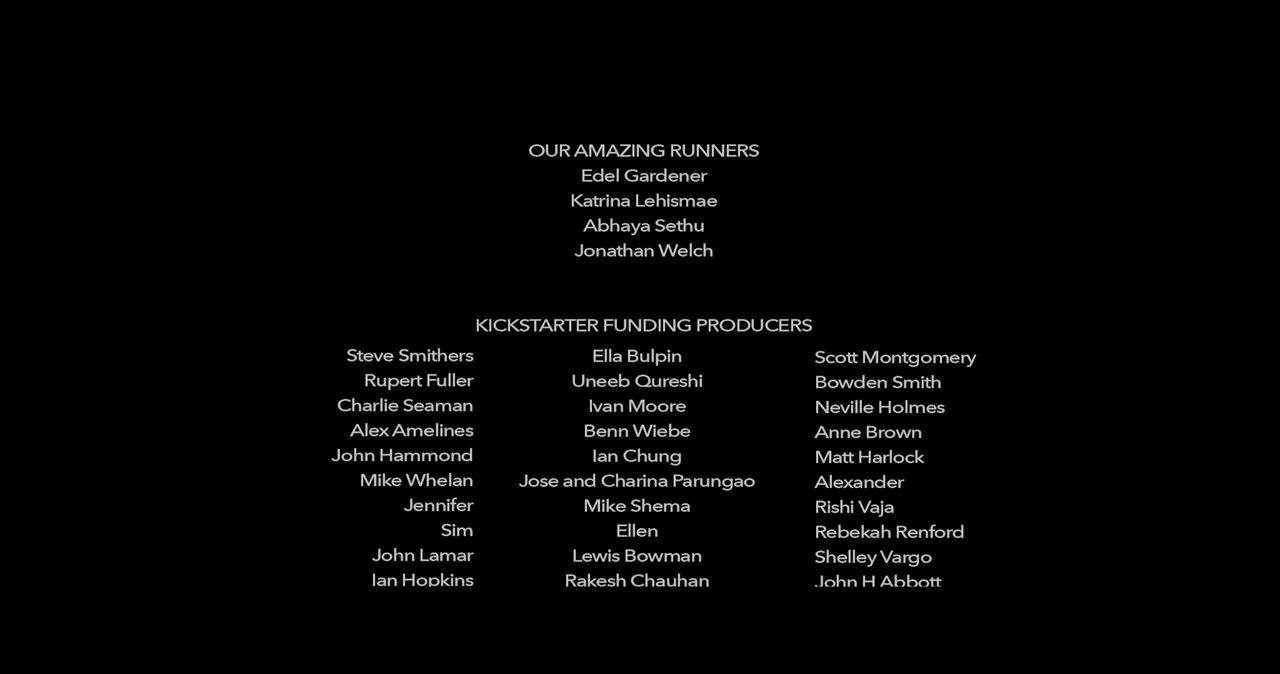 OUR AMAZING RUNNERS
Edel Gardener
Katrina Lehismae
Abhaya Sethu
Jonathan Welch
KICKSTARTER FUNDING PRODUCERS
Steve Smithers Ella Bulpin Scott Montgomery
Rupert Fuller Uneeb Qureshi Bowden Smith
Charlie Seaman Ivan Moore Neville Holmes
Alex Amelines Benn Wiebe Anne Brown
John Hammond Ian Chung Matt Harlock
Mike Whelan Jose and Charina Parungao Alexander
Jennifer Mike Shema Rishi Vaja
Sim Ellen Rebekah Renford
John Lamar Lewis Bowman Shelley Vargo
Ian Hopkins Rakesh Chauhan John H Abbott